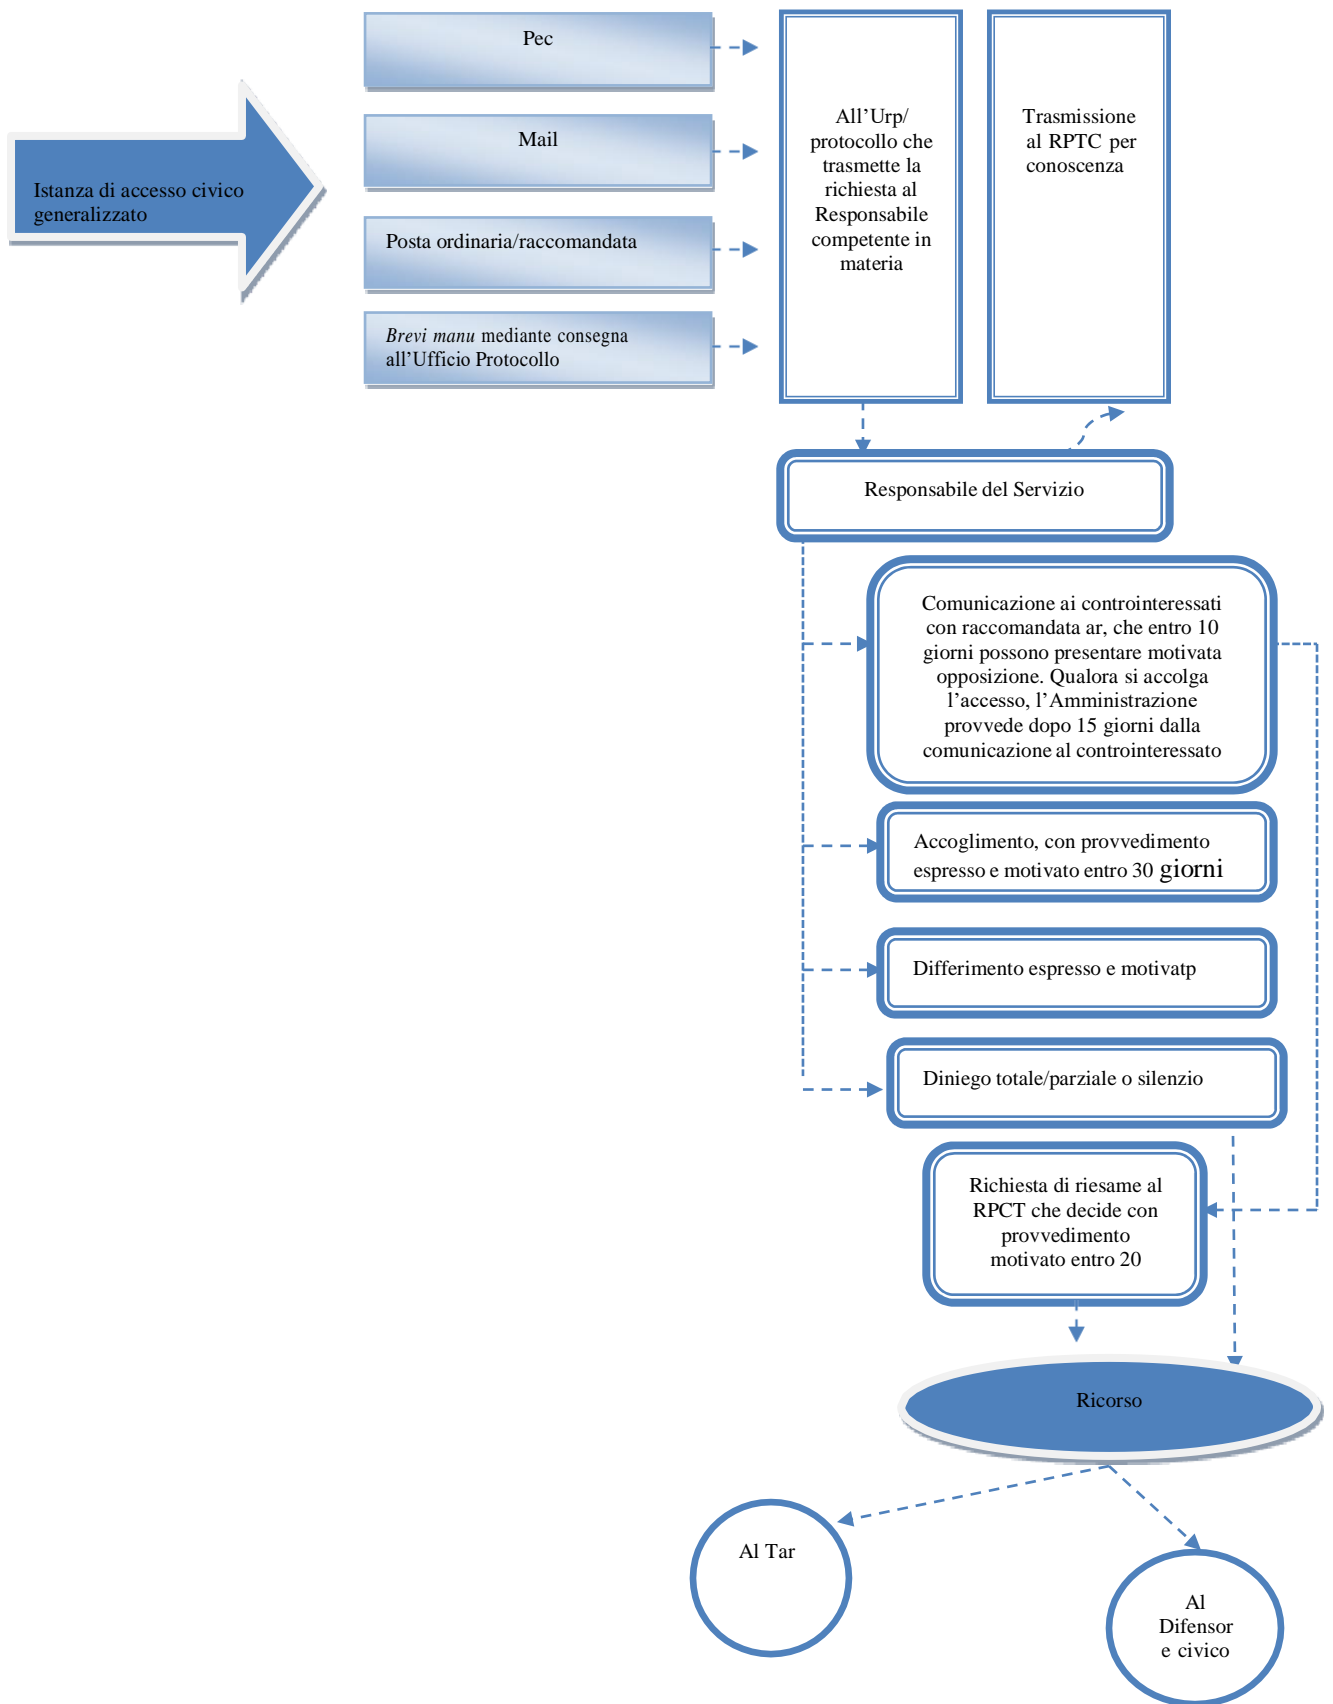 Istanza di accesso civico
generalizzato
Pec
Mail
Posta ordinaria/raccomandata
Brevi manu mediante consegna
all’Ufficio Protocollo
All’Urp/
protocollo che
trasmette la
richiesta al
Responsabile
competente in
materia
Trasmissione
al RPTC per
conoscenza
Responsabile del Servizio
Comunicazione ai controinteressati
con raccomandata ar, che entro 10
giorni possono presentare motivata
opposizione. Qualora si accolga
l’accesso, l’Amministrazione
provvede dopo 15 giorni dalla
comunicazione al controinteressato
Accoglimento, con provvedimento
espresso e motivato entro 30 giorni
Differimento espresso e motivatp
Diniego totale/parziale o silenzio
Richiesta di riesame al
RPCT che decide con
provvedimento
motivato entro 20
Ricorso
Al Tar
Al
Difensor
e civico